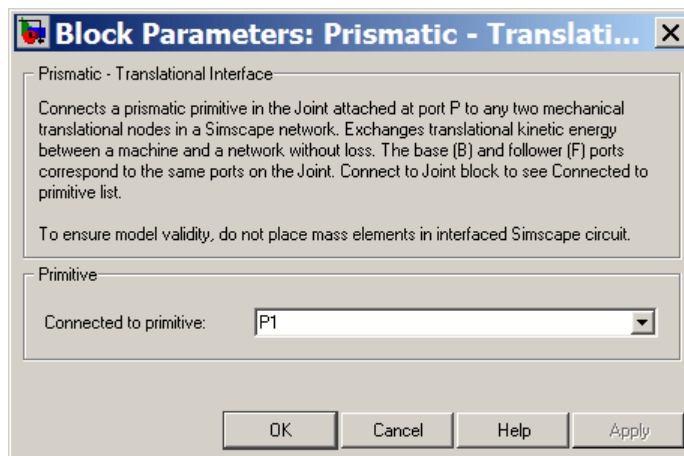 Block Parameters: Prismatic - Translati...
Prismatic - Translational Interface
Connects a prismatic primitive in the Joint attached at port P to any two mechanical
translational nodes in a Simscape network. Exchanges translational kinetic energy
between a machine and a network without loss. The base (B) and follower (F) ports
correspond to the same ports on the Joint. Connect to Joint block to see Connected to
primitive list.
To ensure model validity, do not place mass elements in interfaced Simscape circuit.
Primitive
Connected to primitive: P1
OK Cancel Help Apply